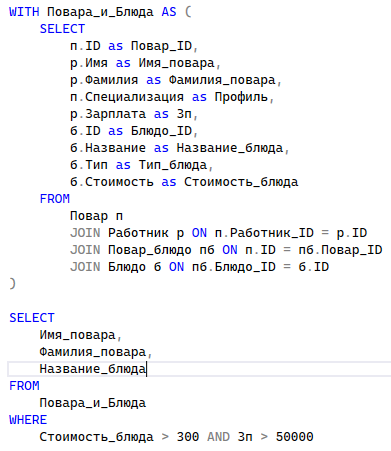 WITH Повара_и_Блюда AS (
    SELECT
        п.ID as Повар_ID,
        р.Имя as Имя_повара,
        р.Фамилия as Фамилия_повара,
        п.Специализация as Профиль,
        р.Зарплата as Зп,
        б.ID as Блюдо_ID,
        б.Название as Название_блюда,
        б.Тип as Тип_блюда,
        б.Стоимость as Стоимость_блюда
    FROM
        Повар п
        JOIN Работник р ON п.Работник_ID = р.ID
        JOIN Повар_блюдо пб ON п.ID = пб.Повар_ID
        JOIN Блюдо б ON пб.Блюдо_ID = б.ID
)

SELECT
    Имя_повара,
    Фамилия_повара,
    Название_блюда
FROM
    Повара_и_Блюда
WHERE
    Стоимость_блюда > 300 AND Зп > 50000